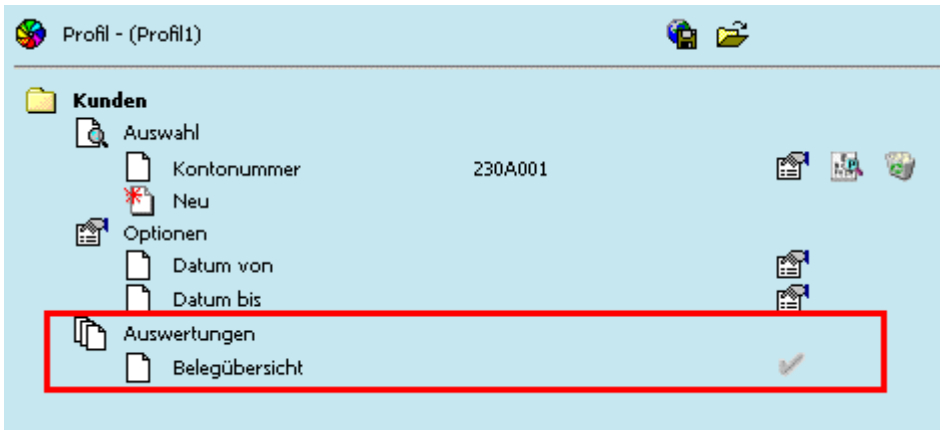 Profil - (Profil1)
Kunden
Auswahl
Kontonummer 230A001
Neu
Optionen
Datum von
Datum bis
Auswertungen
Belegübersicht